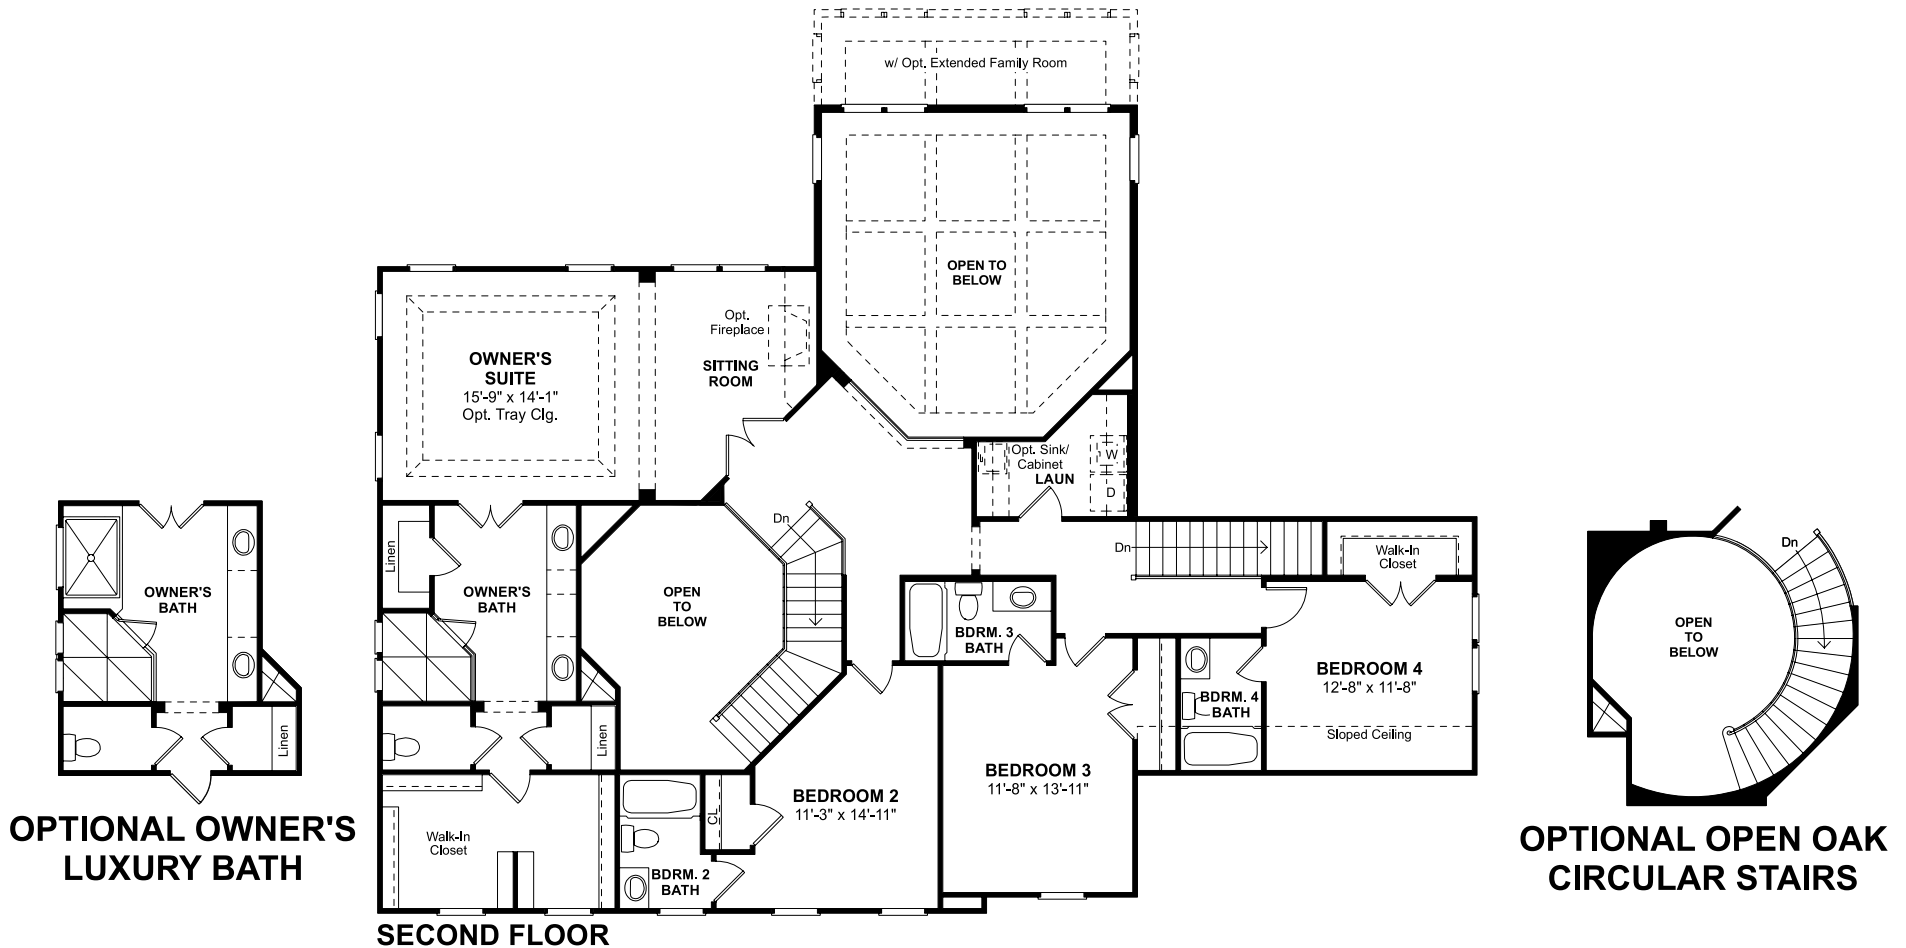 w/ Opt. Extended Family Room
OPEN TO
BELOW
Opt.
Fireplace
SITTING
ROOM
OWNER'S
SUITE
15'-9" x 14'-1"
Opt. Tray Clg.
Opt. Sink/
Cabinet
LAUN
W
D
Dn
Dn
Walk-In
Closet
Linen
OWNER'S
BATH
OPEN
TO
BELOW
BDRM. 3
BATH
BEDROOM 4
12'-8" x 11'-8"
BDRM. 4
BATH
Sloped Ceiling
Linen
BEDROOM 3
11'-8" x 13'-11"
BEDROOM 2
11'-3" x 14'-11"
CL
Walk-In
Closet
BDRM. 2
BATH
SECOND FLOOR
OWNER'S
BATH
Linen
OPTIONAL OWNER'S
LUXURY BATH
Dn
OPEN
TO
BELOW
OPTIONAL OPEN OAK
CIRCULAR STAIRS